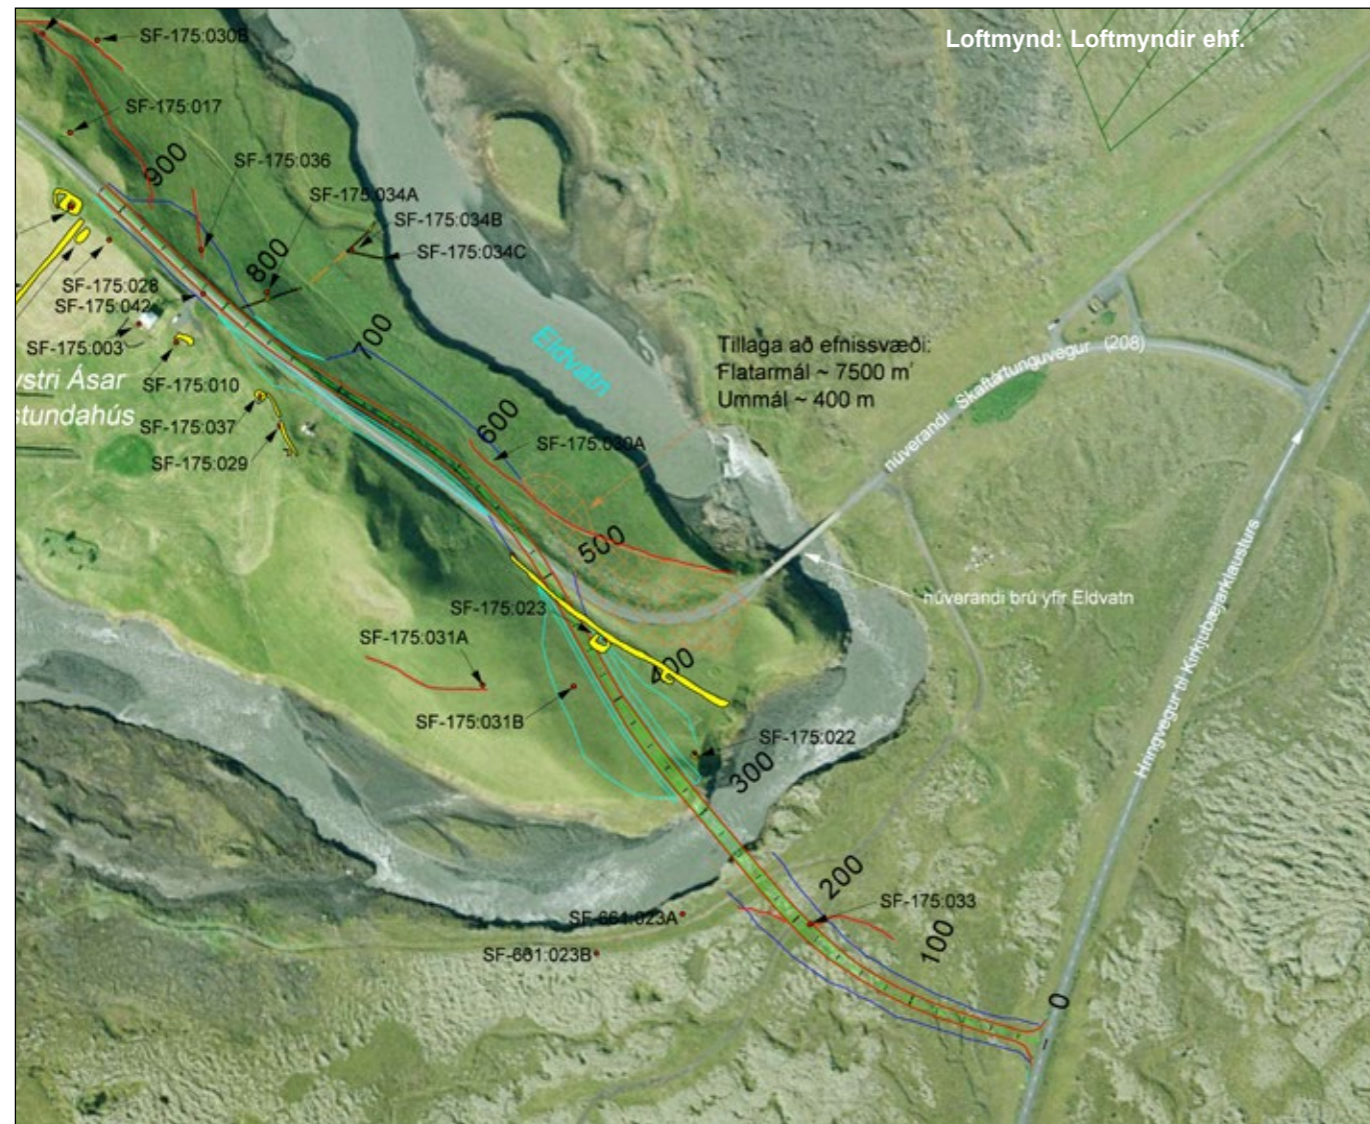 Loftmynd: Loftmyndir ehf.
SF-175:030B
SF-175:017
900
SF-175:036
SF-175:034A
SF-175:034B
SF-175:034C
800
SF-175:028
SF-175:042
SF-175:003
700
Eldvatn
Tillaga að efnissvæði:
Flatarmál ~ 7500 m²
Ummál ~ 400 m
núverandi Skaftártunguvegur (208)
ystri Ásar
stundahús
SF-175:010
SF-175:037
SF-175:029
600
SF-175:030A
500
núverandi brú yfir Eldvatn
Hringvegur til Kirkjubæjarklausturs
SF-175:023
SF-175:031A
400
SF-175:031B
SF-175:022
300
200
SF-175:033
SF-661:023A
SF-661:023B
100
0